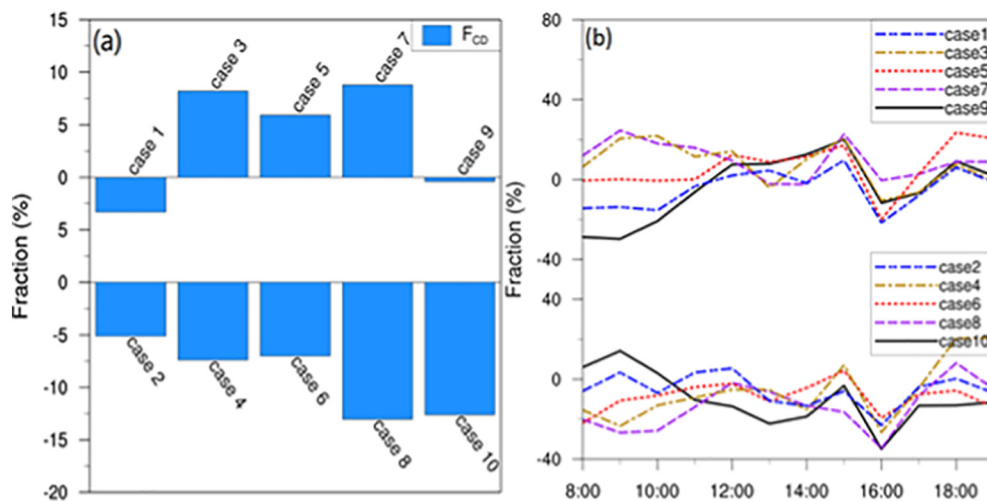 (a)
F_CD
15
10
5
0
5
0
-5
-10
-15
-20
Fraction (%)
case 1
case 3
case 5
case 7
case 9
case 2
case 4
case 6
case 8
case 10
(b)
80
40
0
-40
40
0
-40
Fraction (%)
case1
case3
case5
case7
case9
case2
case4
case6
case8
case10
8:00 10:00 12:00 14:00 16:00 18:00